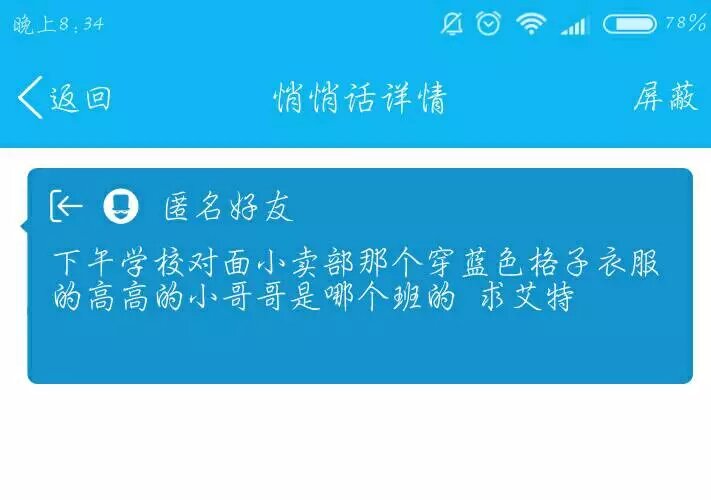 晚上8:34
78%
返回
悄悄话详情
屏蔽
匿名好友
下午学校对面小卖部那个穿蓝色格子衣服
的高高的小哥哥是哪个班的 求艾特